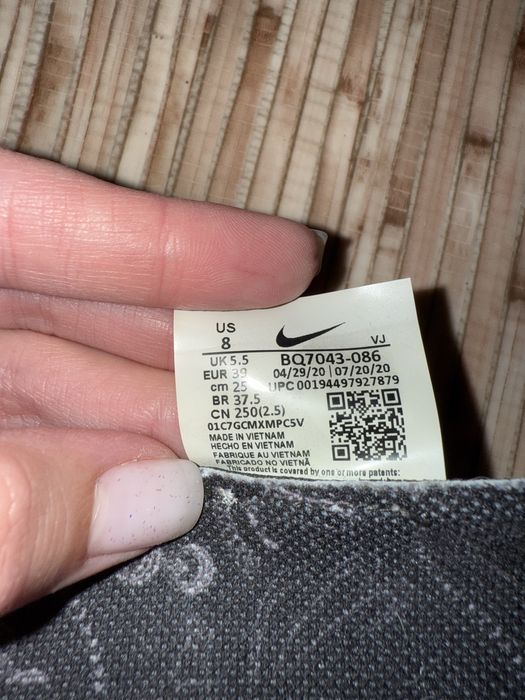 US
8
VJ
UK 5.5 BQ7043-086
EUR 39 04/29/20 | 07/20/20
cm 25 UPC 00194497927879
BR 37.5
CN 250(2.5)
01C7GCMXMPC5V
MADE IN VIETNAM
HECHO EN VIETNAM
FABRIQUE AU VIETNAM
FABRICADO NO VIETNÃ
This product is covered by one or more patents: